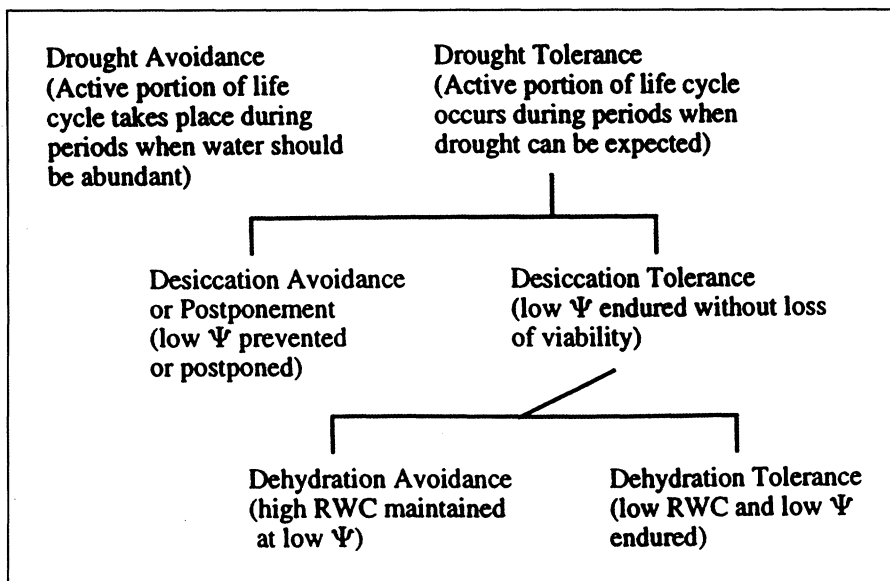 Drought Avoidance
(Active portion of life
cycle takes place during
periods when water should
be abundant)
Drought Tolerance
(Active portion of life cycle
occurs during periods when
drought can be expected)
Desiccation Avoidance
or Postponement
(low Ψ prevented
or postponed)
Desiccation Tolerance
(low Ψ endured without loss
of viability)
Dehydration Avoidance
(high RWC maintained
at low Ψ)
Dehydration Tolerance
(low RWC and low Ψ
endured)